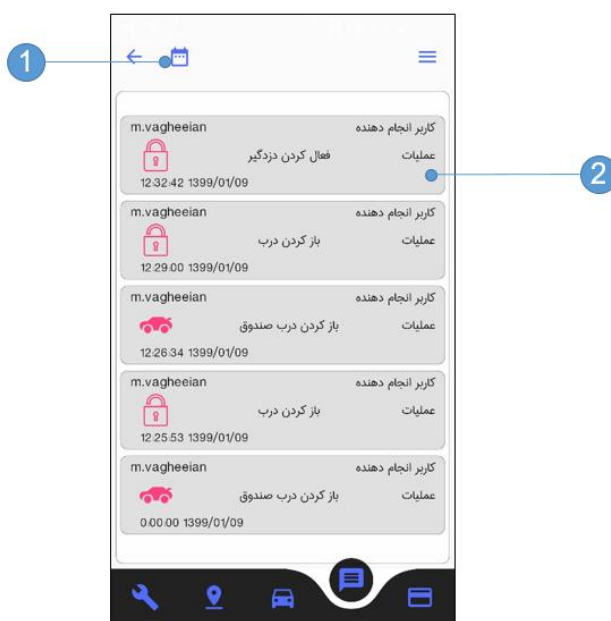 1
کاربر انجام دهنده m.vagheeian
عملیات فعال کردن دزدگیر
12:32:42 1399/01/09
2
کاربر انجام دهنده m.vagheeian
عملیات باز کردن درب
12:29:00 1399/01/09
کاربر انجام دهنده m.vagheeian
عملیات باز کردن درب صندوق
12:26:34 1399/01/09
کاربر انجام دهنده m.vagheeian
عملیات باز کردن درب
12:25:53 1399/01/09
کاربر انجام دهنده m.vagheeian
عملیات باز کردن درب صندوق
0:00:00 1399/01/09